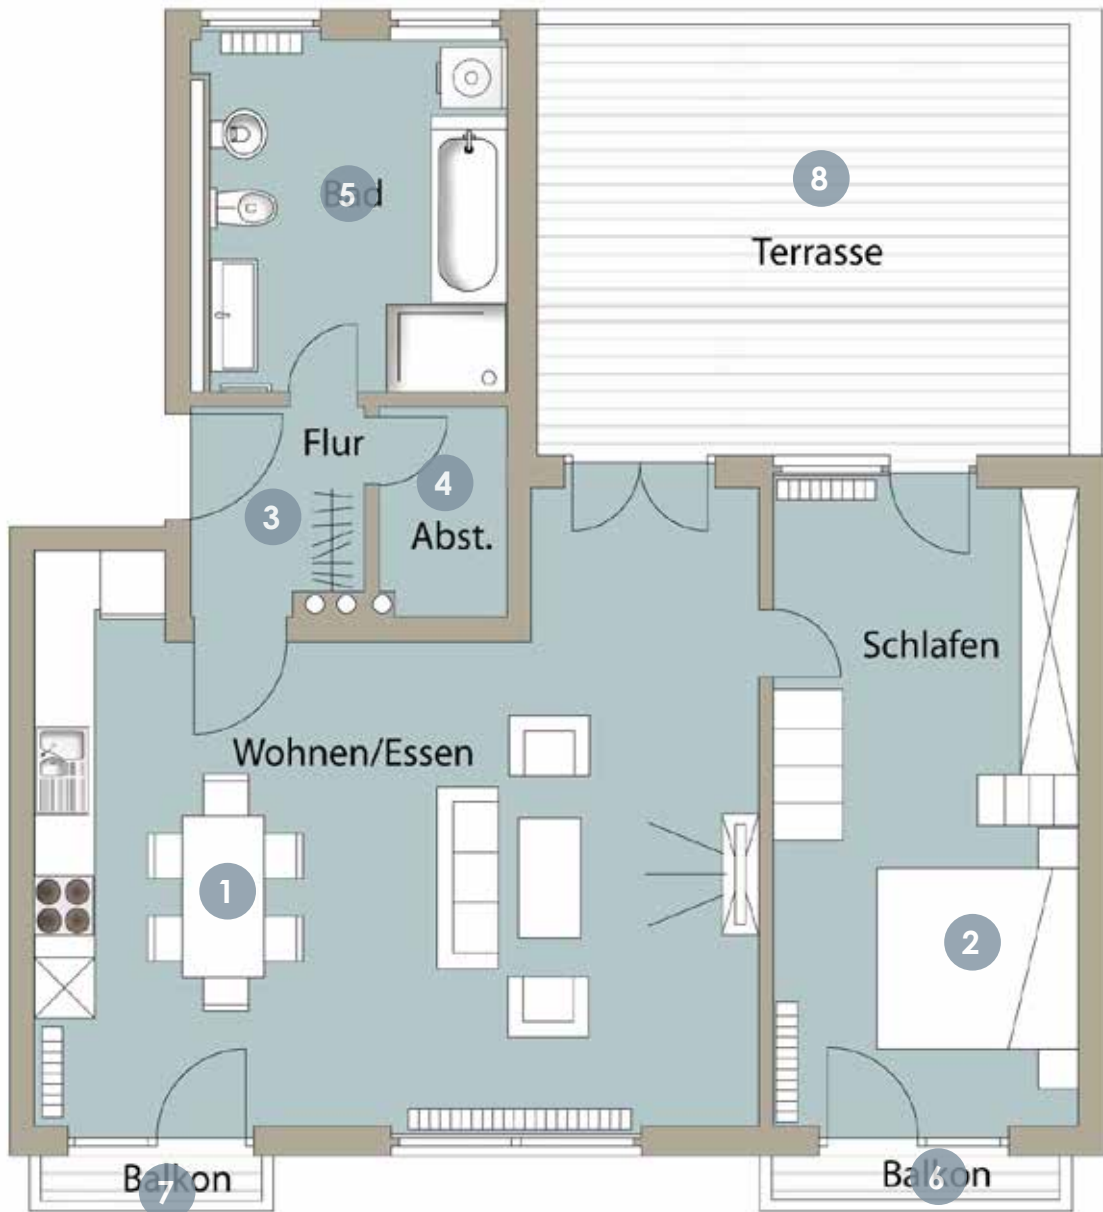 8
5
Bad
Terrasse
Flur
4
3
Abst.
Schlafen
Wohnen/Essen
1
2
Balkon
7
Balkon
6